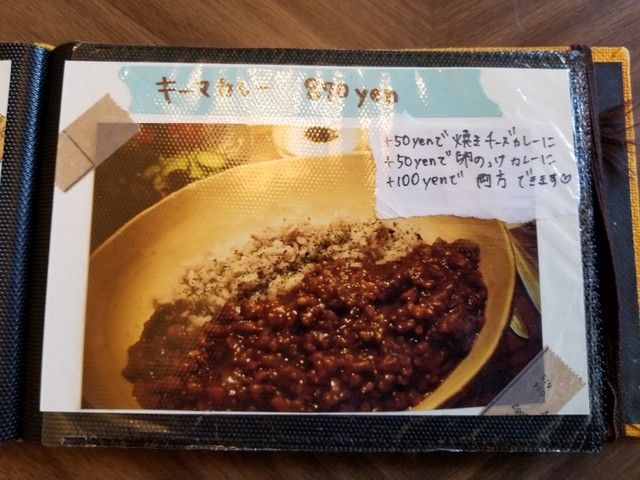 キーマカレー 870yen
+50yenで焼きチーズカレーに
+50yenで卵のっけカレーに
+100yenで 両方できます♡